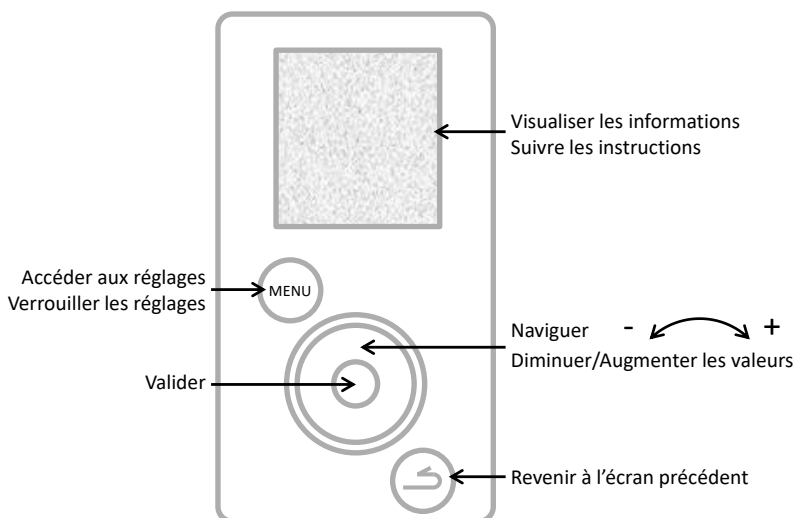 Visualiser les informations
Suivre les instructions
Accéder aux réglages
Verrouiller les réglages
MENU
Naviguer - +
Diminuer/Augmenter les valeurs
Valider
Revenir à l’écran précédent